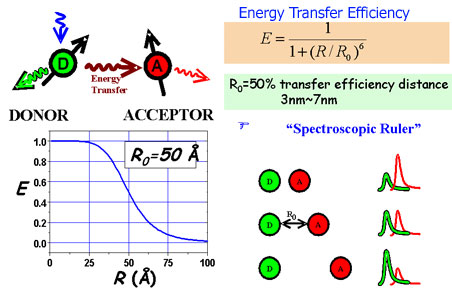 Energy Transfer Efficiency
E = 1 / 1+(R/R₀)⁶
D
A
Energy
Transfer
DONOR
ACCEPTOR
R₀=50% transfer efficiency distance
3nm~7nm
"Spectroscopic Ruler"
R₀=50 Å
1.0
0.8
0.6
0.4
0.2
0.0
E
0
25
50
75
100
R (Å)
D
A
D
R₀
A
D
A